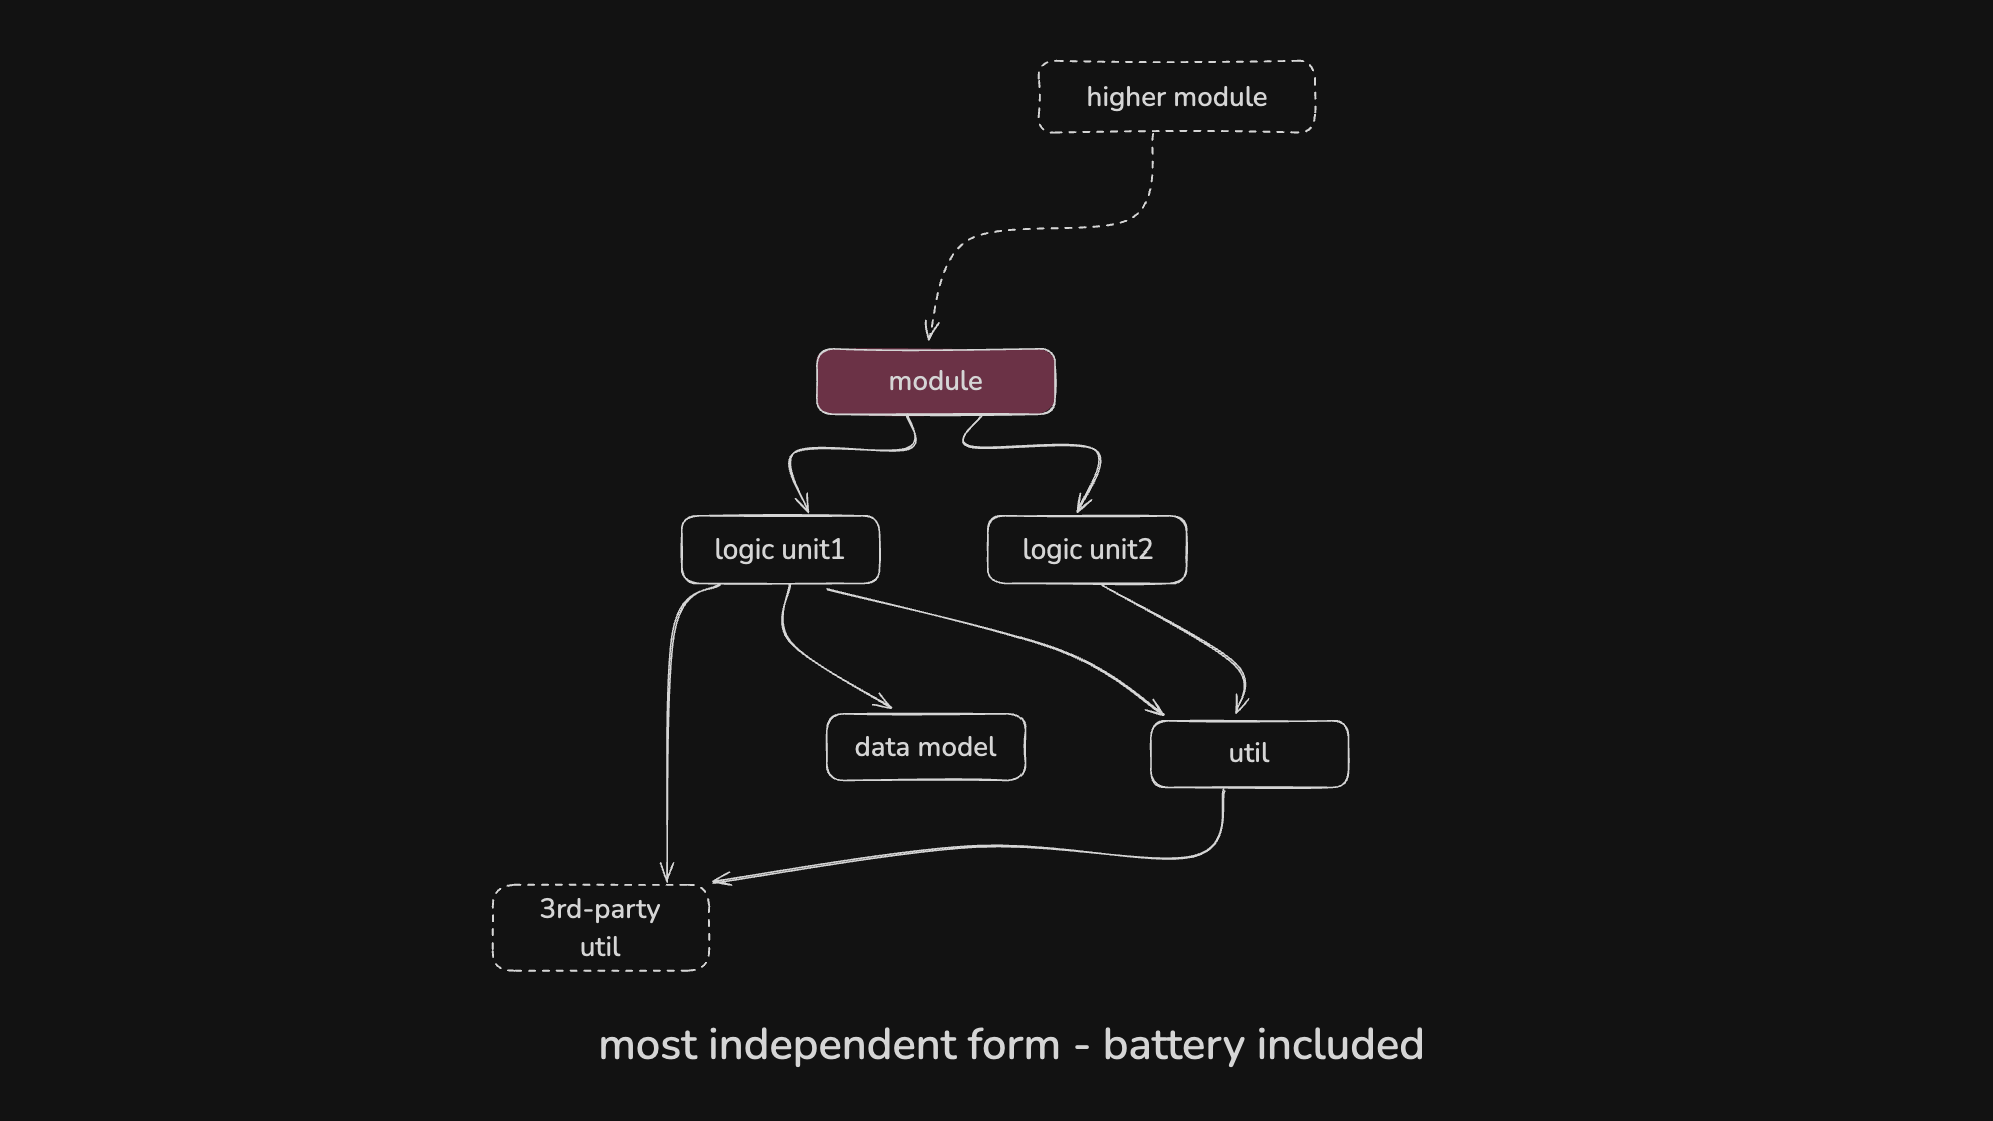 higher module
module
logic unit1
logic unit2
data model
util
3rd-party
util
most independent form - battery included